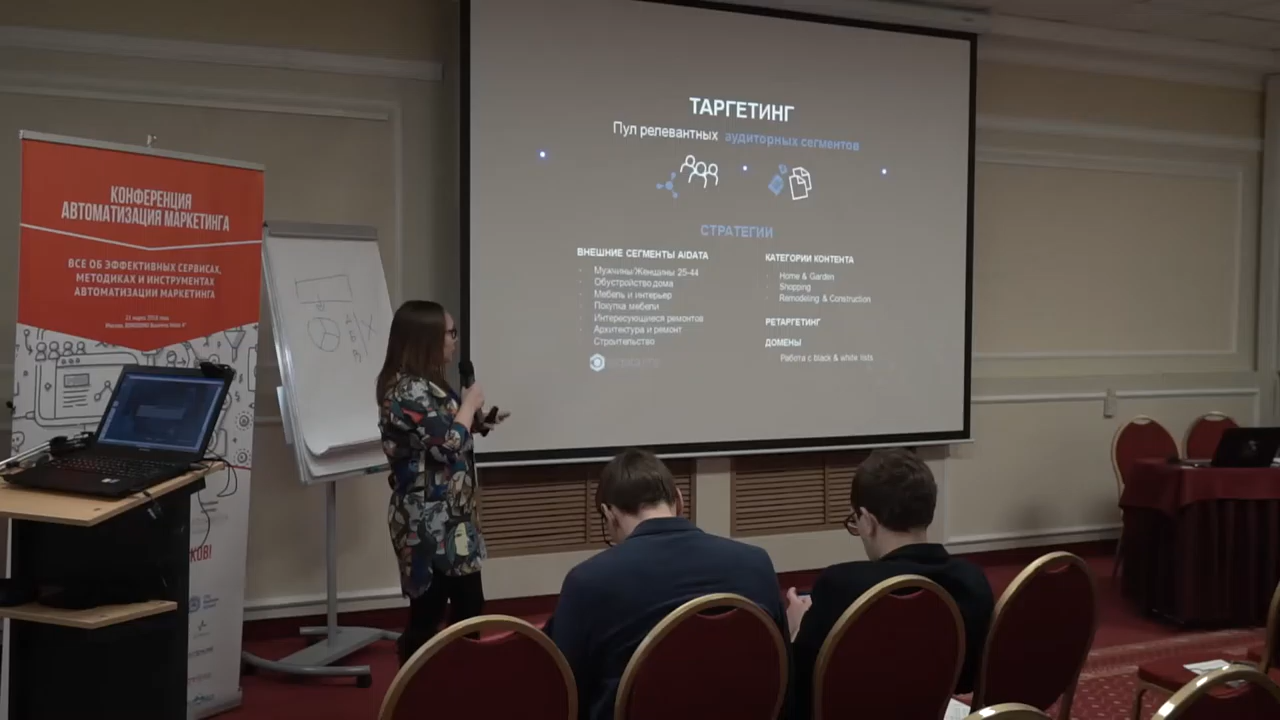 КОНФЕРЕНЦИЯ
АВТОМАТИЗАЦИЯ МАРКЕТИНГА
ВСЕ ОБ ЭФФЕКТИВНЫХ СЕРВИСАХ,
МЕТОДИКАХ И ИНСТРУМЕНТАХ
АВТОМАТИЗАЦИИ МАРКЕТИНГА
ТАРГЕТИНГ
Пул релевантных аудиторных сегментов
СТРАТЕГИИ
ВНЕШНИЕ СЕГМЕНТЫ AIDATA
Мужчины/Женщины 25-44
Обустройство дома
Мебель и интерьер
Покупка мебели
Интересующиеся ремонтов
Архитектура и ремонт
Строительство
КАТЕГОРИИ КОНТЕНТА
Home & Garden
Shopping
Remodeling & Construction
РЕТАРГЕТИНГ
ДОМЕНЫ
Работа с black & white lists